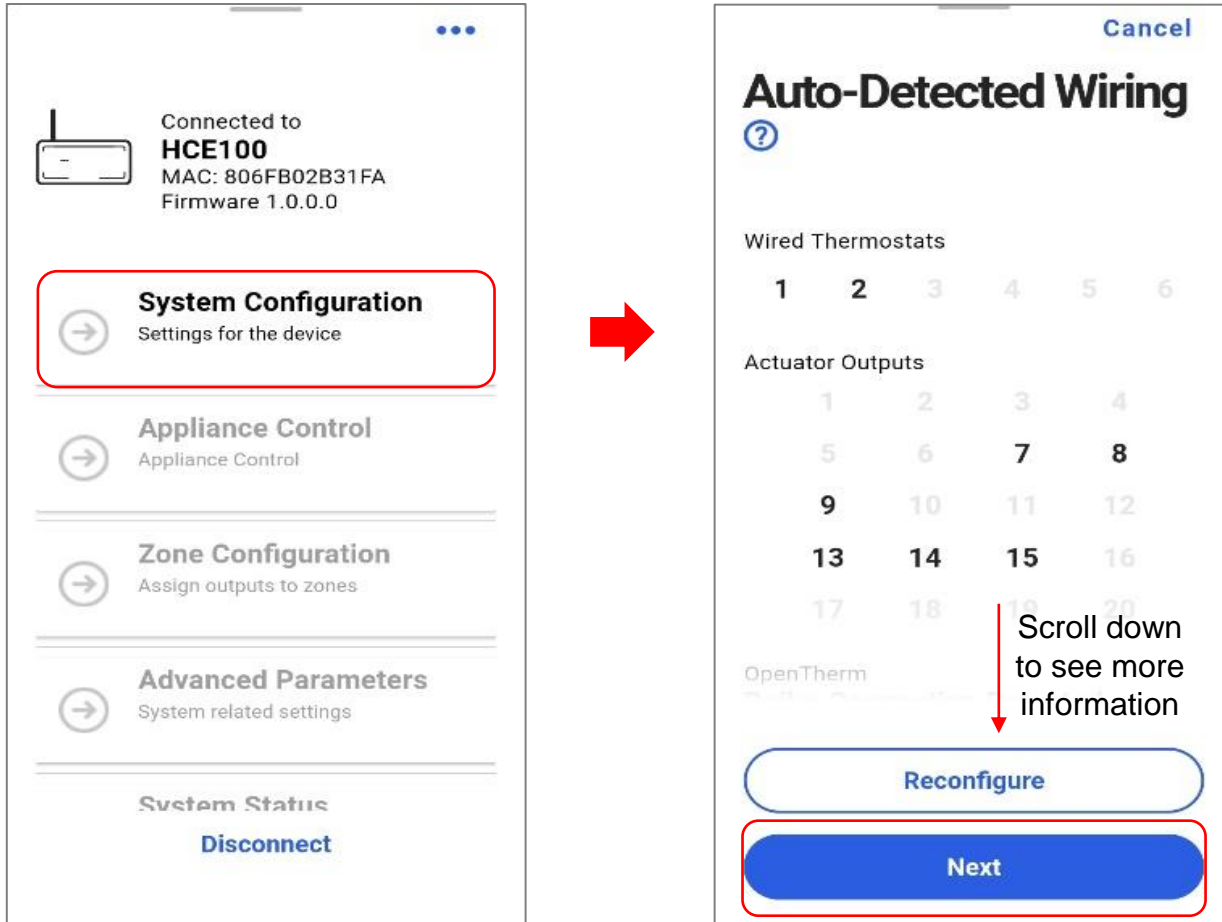 •••
Connected to
HCE100
MAC: 806FB02B31FA
Firmware 1.0.0.0
System Configuration
Settings for the device
Appliance Control
Appliance Control
Zone Configuration
Assign outputs to zones
Advanced Parameters
System related settings
System Status
Disconnect
Cancel
Auto-Detected Wiring
?
Wired Thermostats
1 2 3 4 5 6
Actuator Outputs
1 2 3 4
5 6 7 8
9 10 11 12
13 14 15 16
17 18 19 20
Scroll down
to see more
information
OpenTherm
Reconfigure
Next